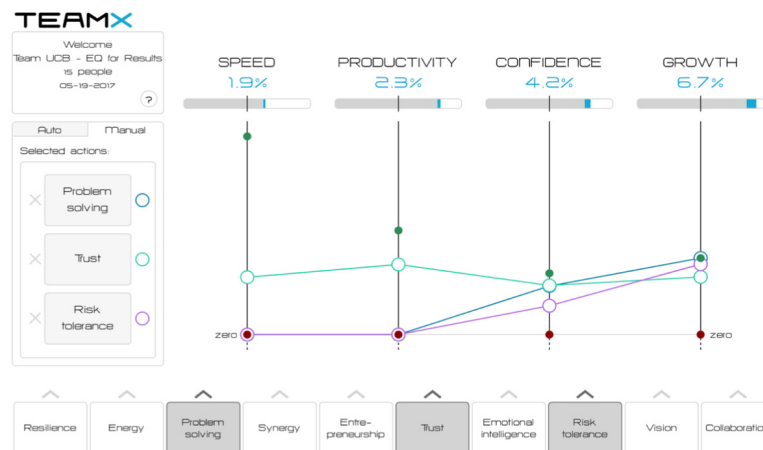 TEAMX
Welcome
Team UCB - EQ for Results
15 people
05-19-2017
?
Auto
Manual
Selected actions:
Problem
solving
Trust
Risk
tolerance
SPEED
1.9%
PRODUCTIVITY
2.3%
CONFIDENCE
4.2%
GROWTH
6.7%
zero
zero
Resilience
Energy
Problem
solving
Synergy
Entre-
preneurship
Trust
Emotional
intelligence
Risk
tolerance
Vision
Collaboratio